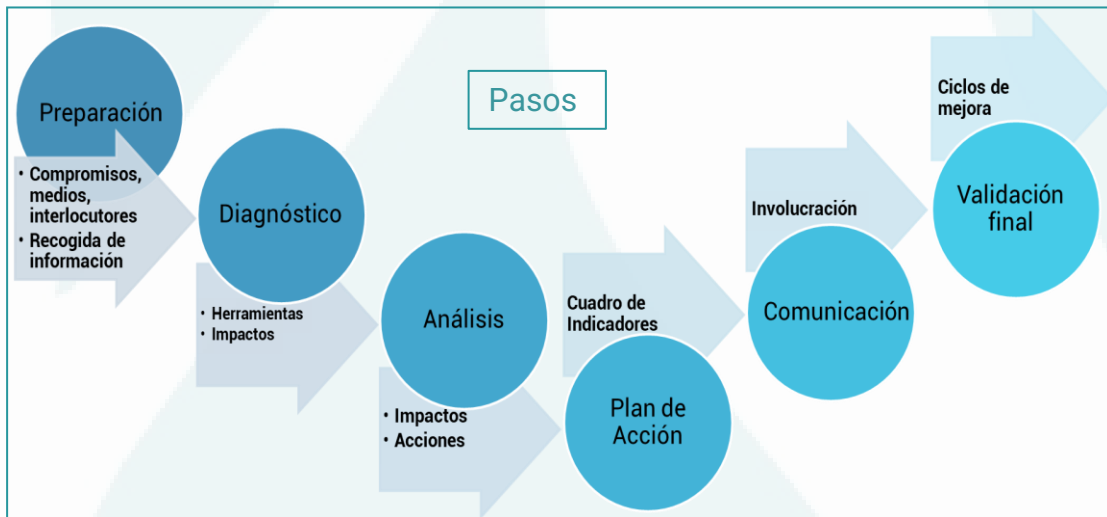 Pasos
Preparación
• Compromisos,
medios,
interlocutores
• Recogida de
información
Diagnóstico
• Herramientas
• Impactos
Análisis
• Impactos
• Acciones
Cuadro de
Indicadores
Plan de
Acción
Involucración
Comunicación
Ciclos de
mejora
Validación
final